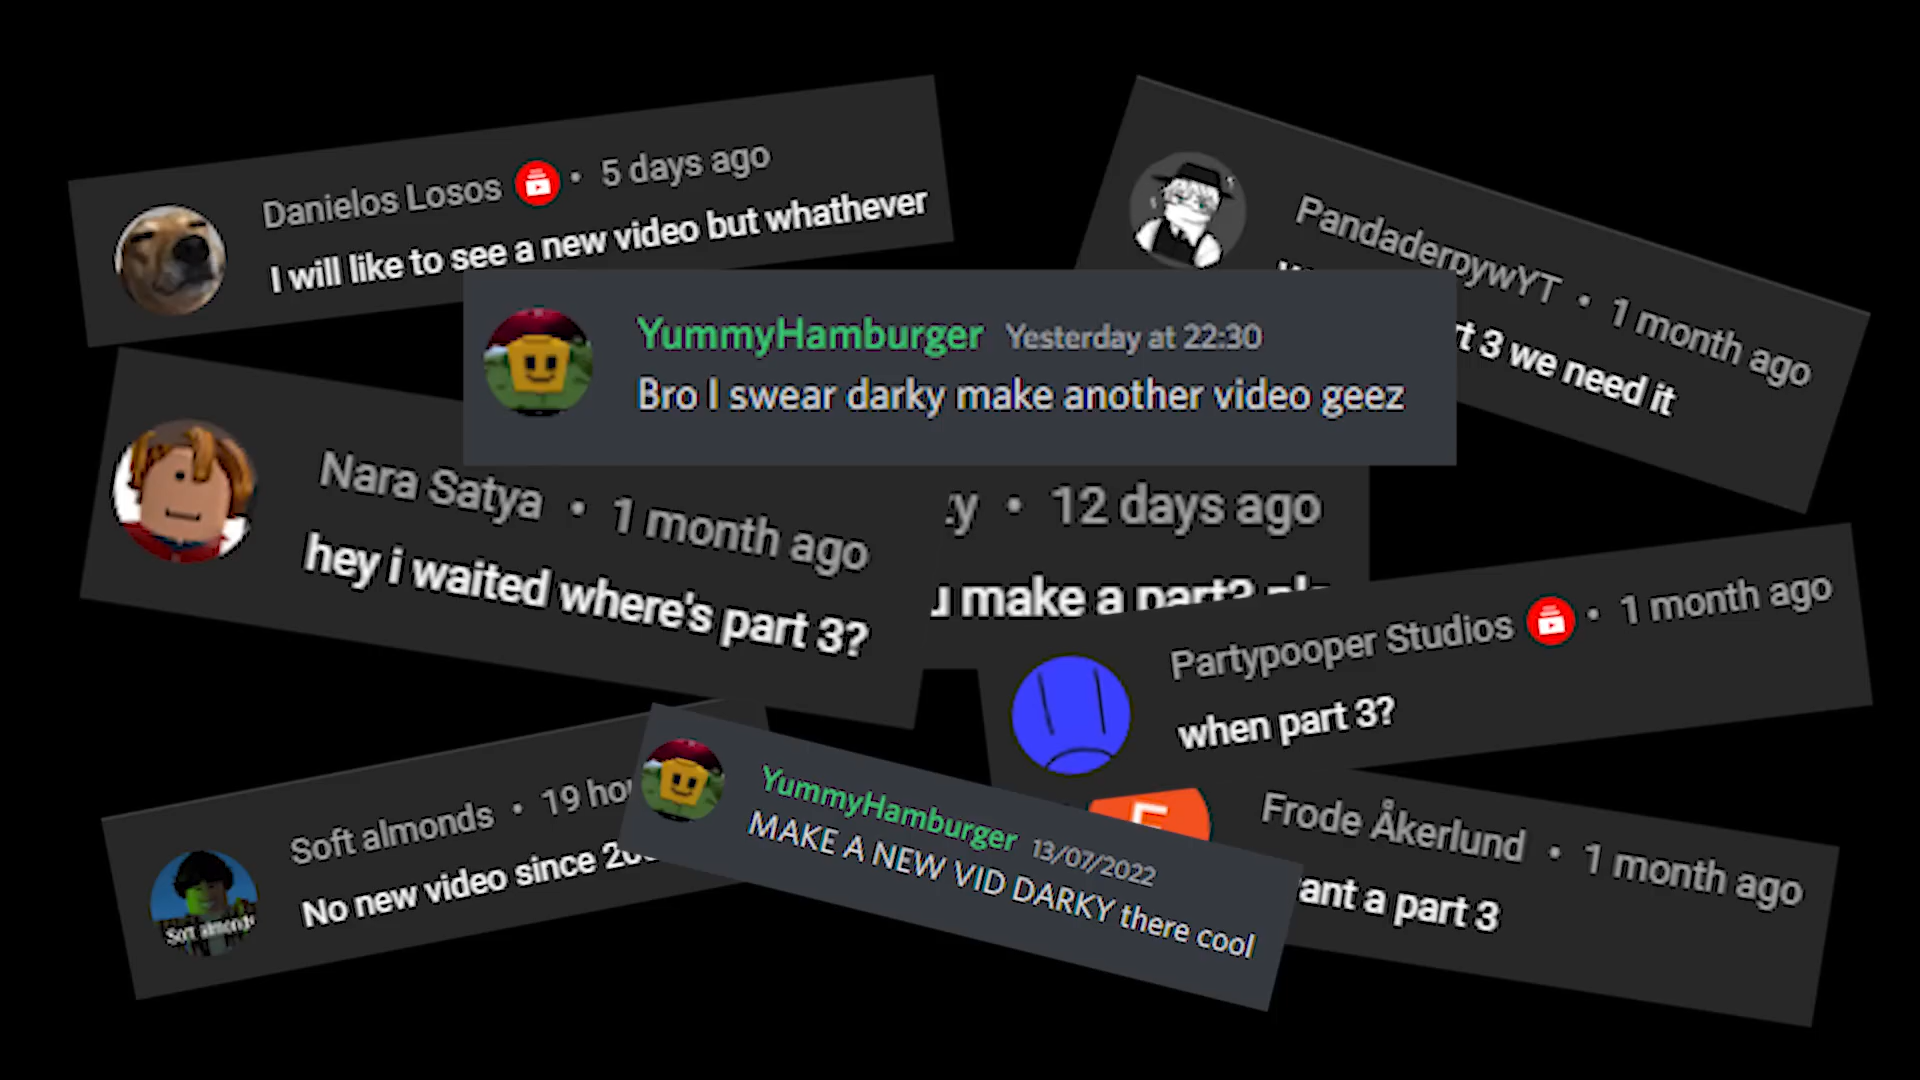 Danielos Losos • 5 days ago
I will like to see a new video but whathever
PandaderpywYT • 1 month ago
3 we need it
YummyHamburger Yesterday at 22:30
Bro I swear darky make another video geez
Nara Satya • 1 month ago
hey i waited where's part 3?
• 12 days ago
make a part3
Partypooper Studios • 1 month ago
when part 3?
Soft almonds • 19
No new video since
Soft almonds
YummyHamburger 13/07/2022
MAKE A NEW VID DARKY there cool
Frode Åkerlund • 1 month ago
a part 3